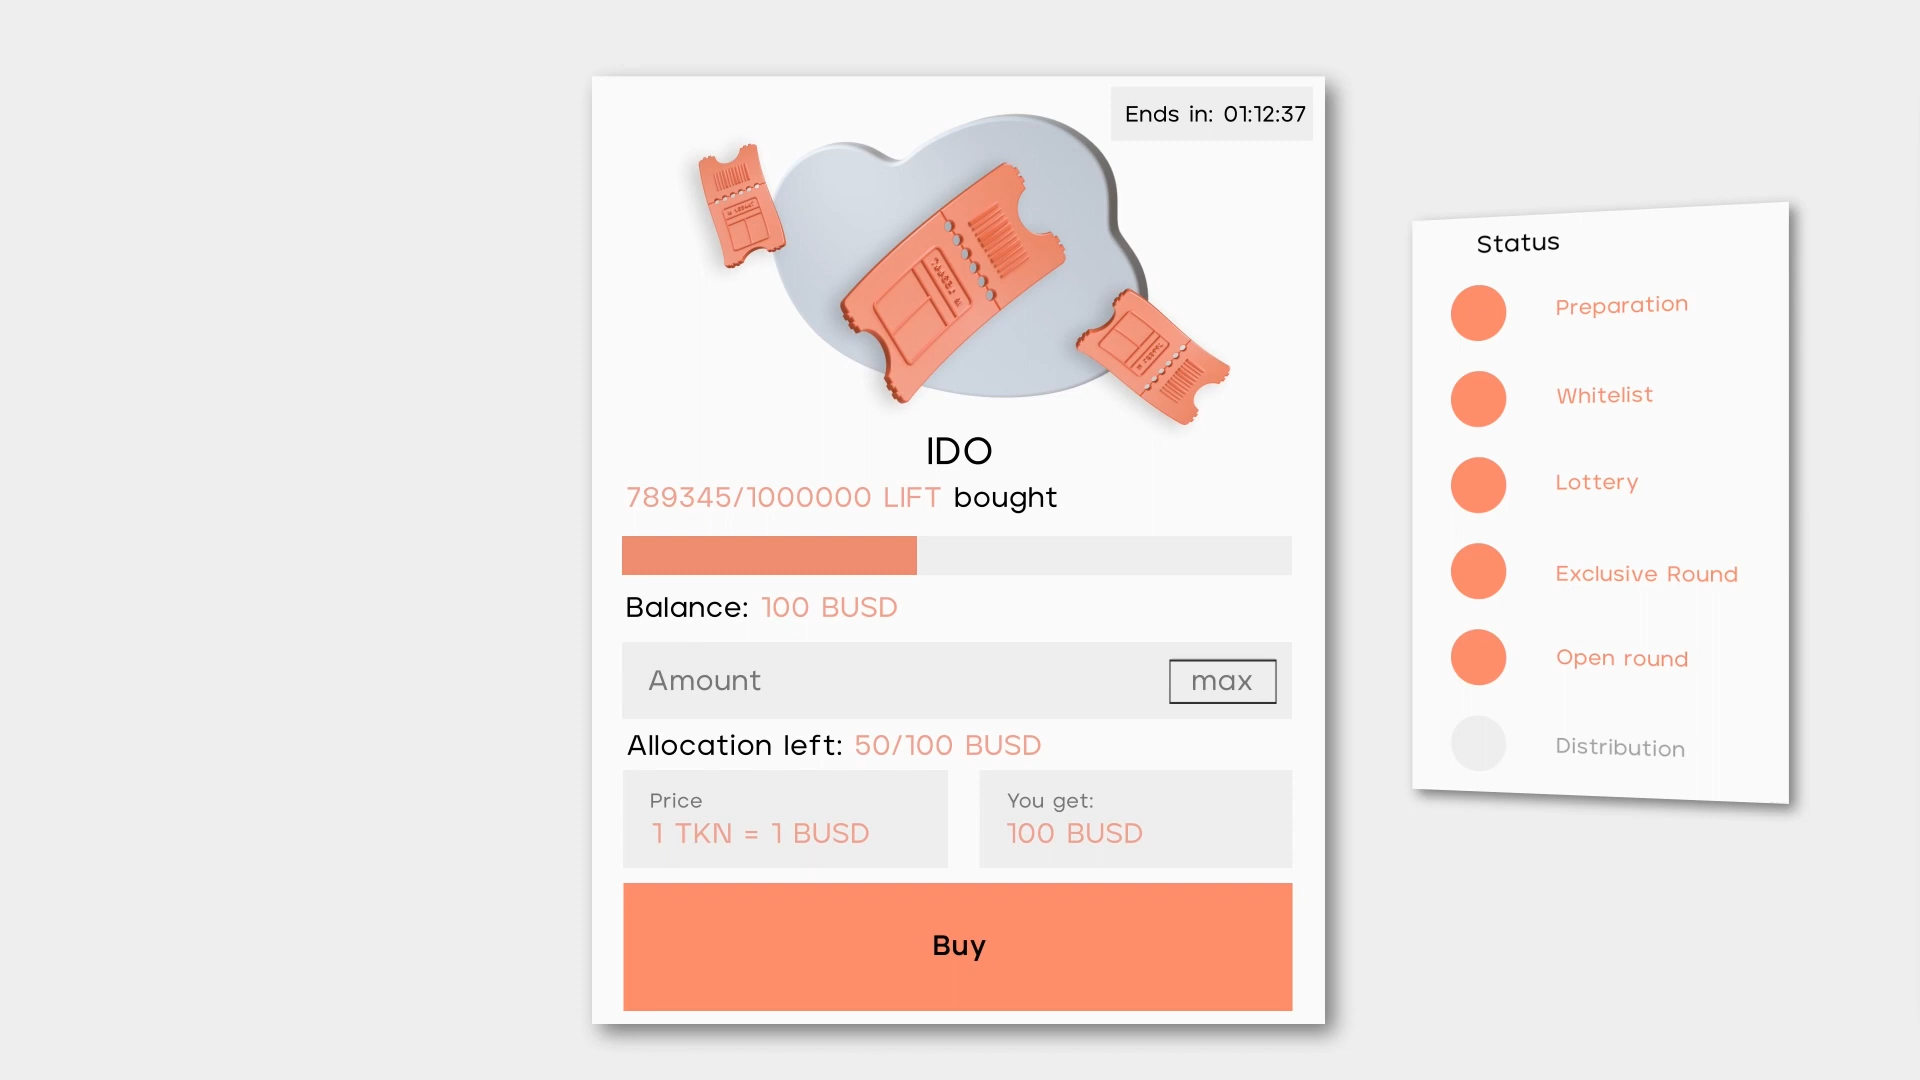 Ends in: 01:12:37
IDO
789345/1000000 LIFT bought
Balance: 100 BUSD
Amount
max
Allocation left: 50/100 BUSD
Price
1 TKN = 1 BUSD
You get:
100 BUSD
Buy
Status
Preparation
Whitelist
Lottery
Exclusive Round
Open round
Distribution